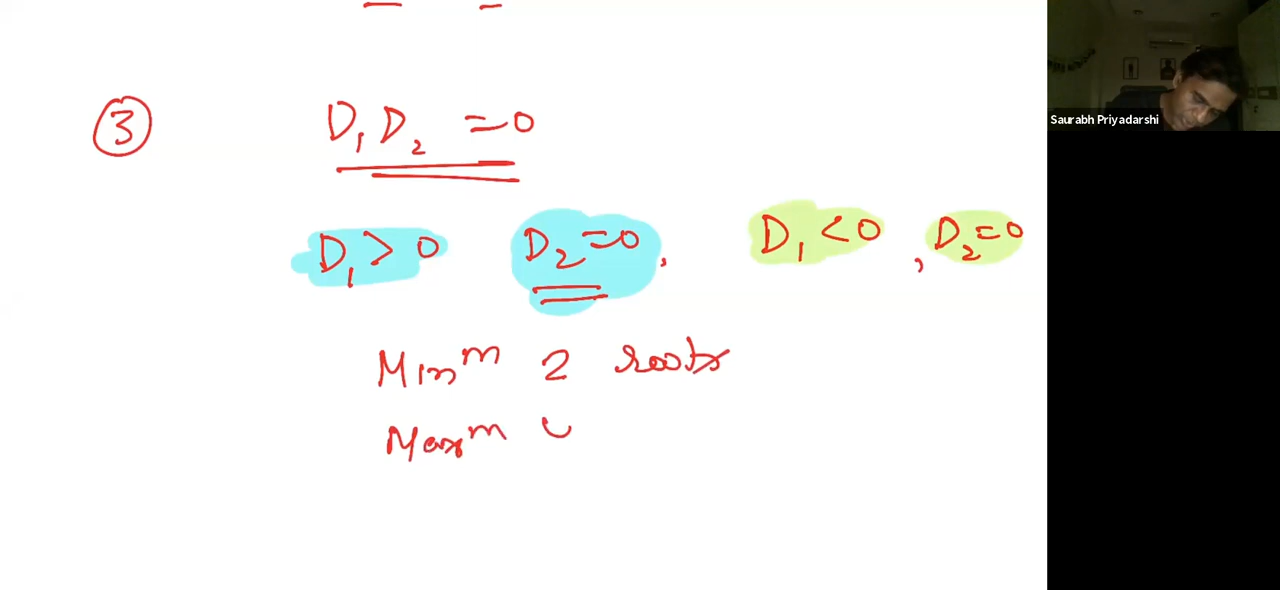 Saurabh Priyadarshi
③ D₁D₂ = 0
D₁ > 0 D₂ = 0, D₁ < 0, D₂ = 0
Minᵐ 2 roots
Maxᵐ